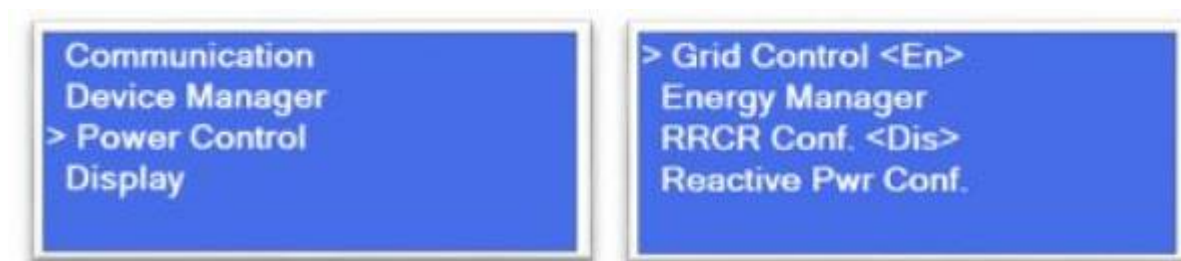 Communication
Device Manager
> Power Control
Display
> Grid Control <En>
Energy Manager
RRCR Conf. <Dis>
Reactive Pwr Conf.